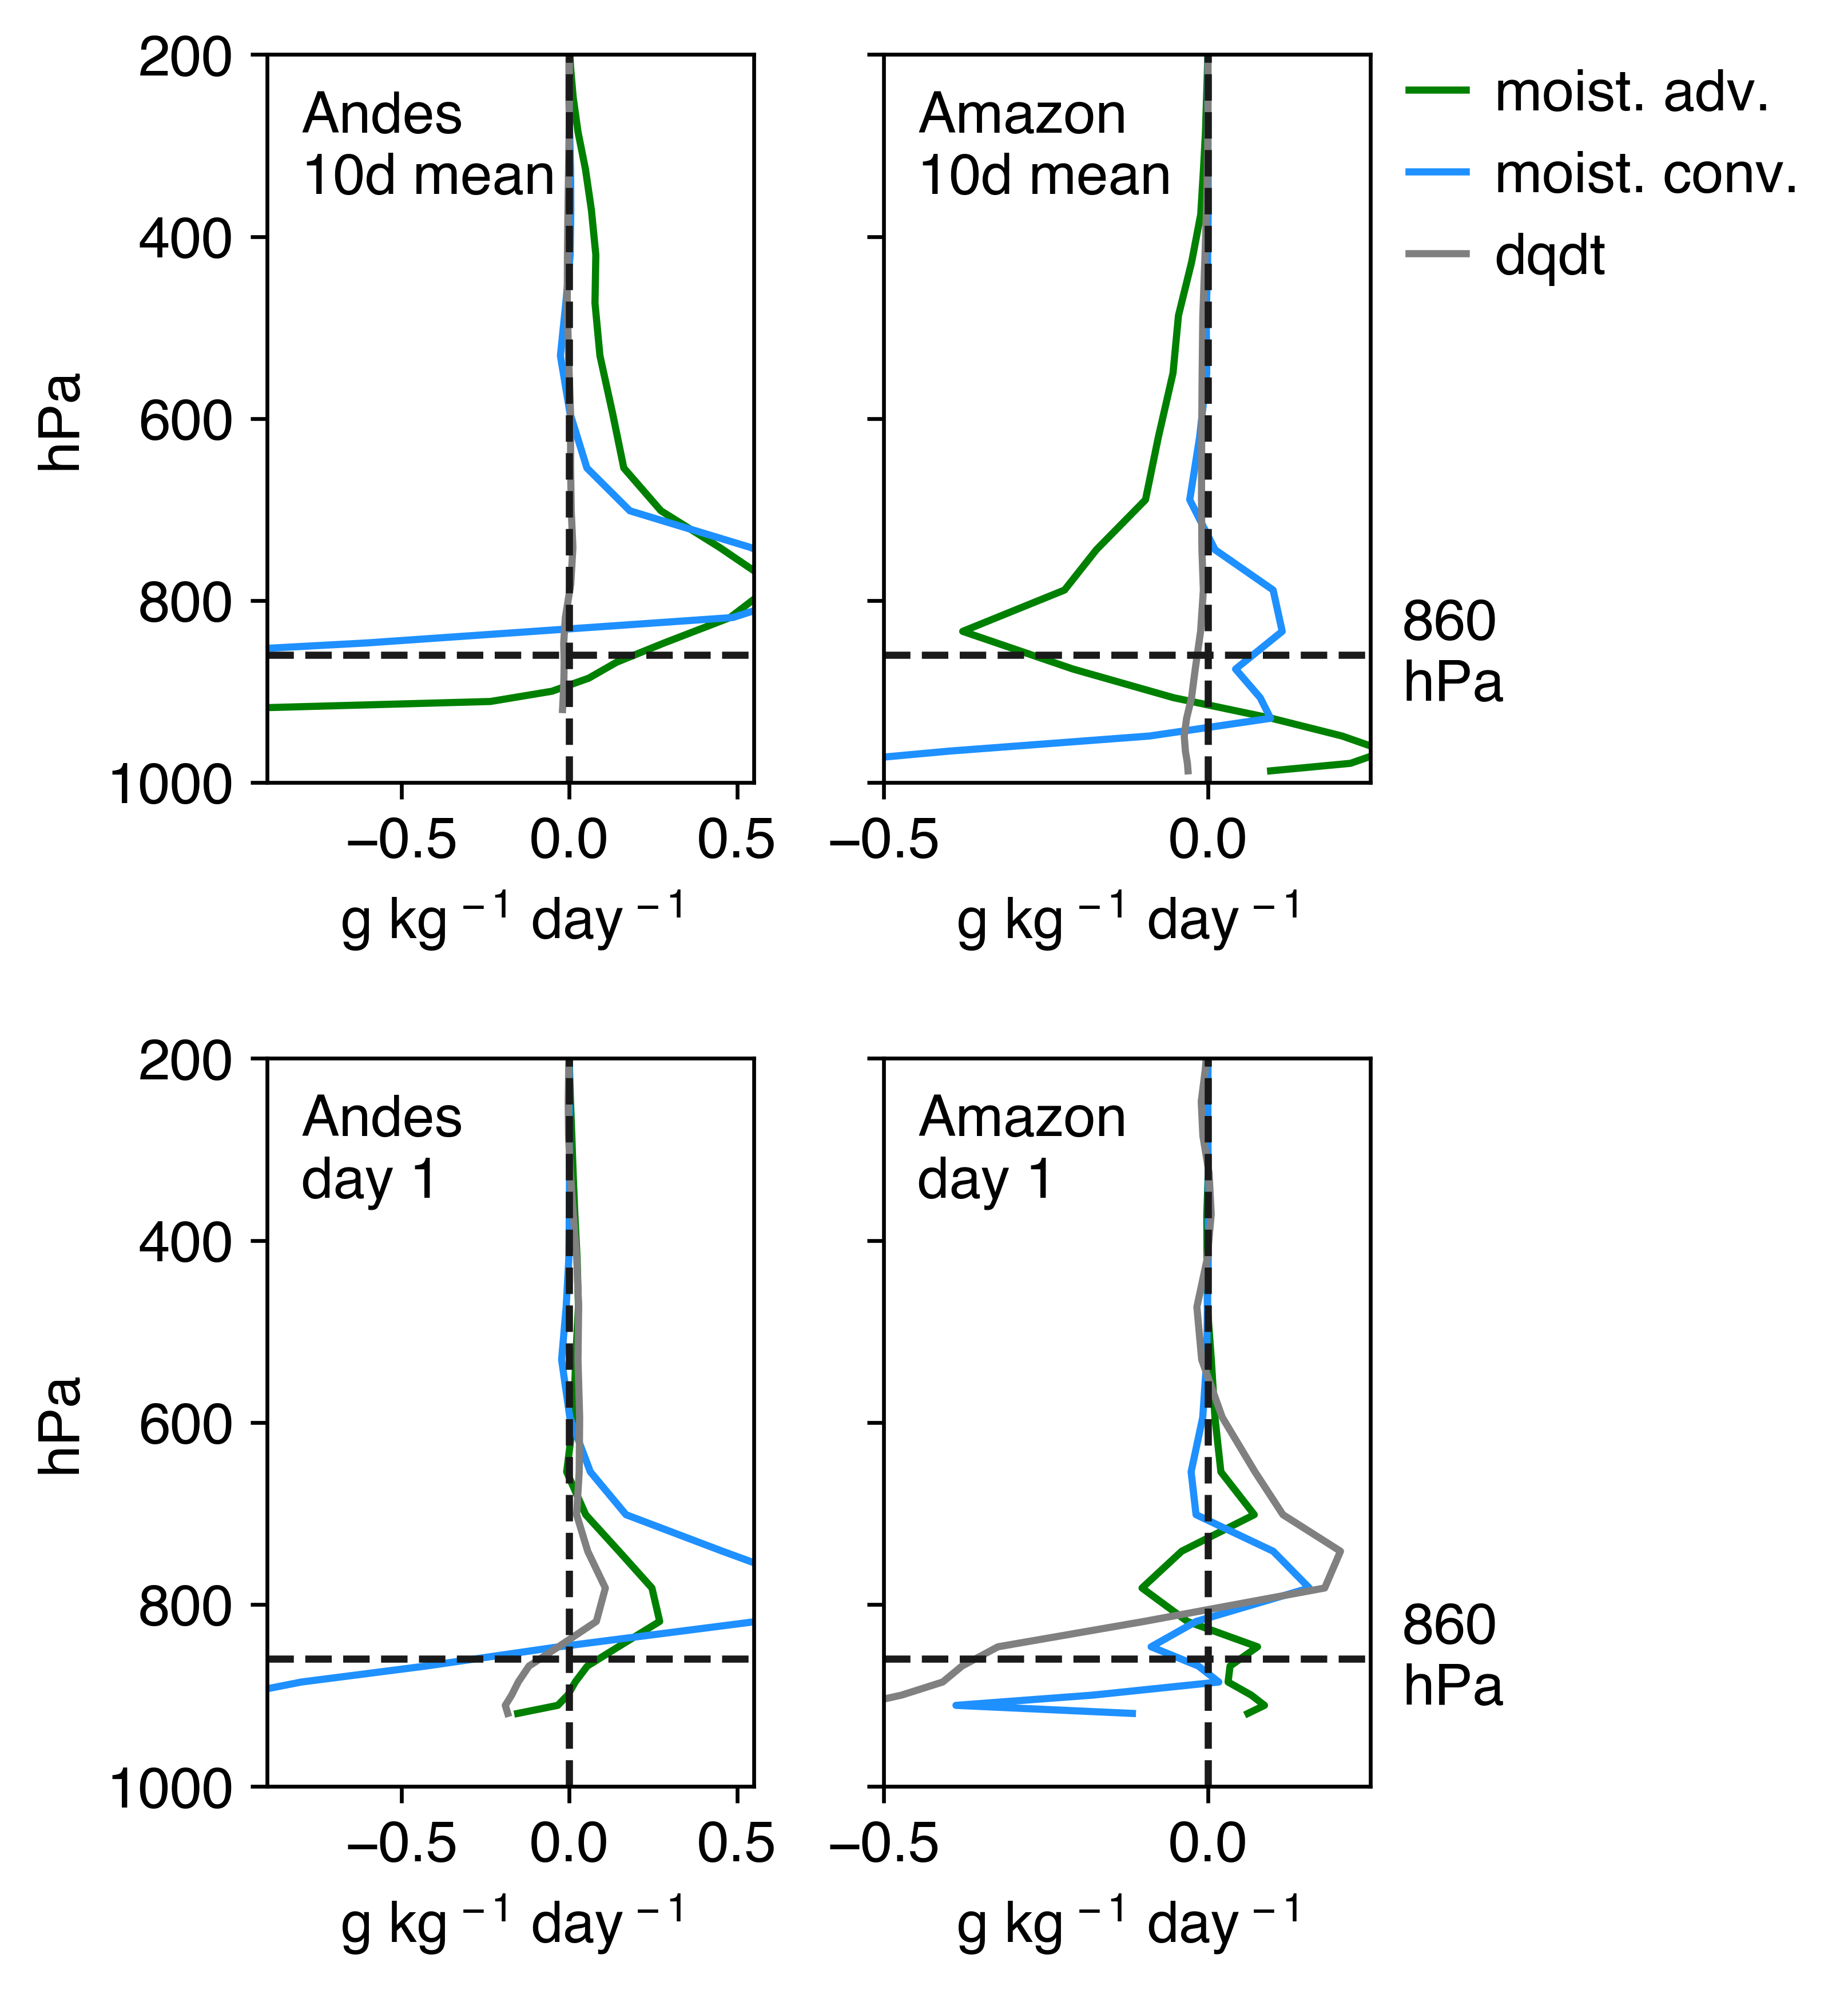 200
400
600
800
1000
hPa
Andes
10d mean
−0.5
0.0
0.5
g kg −1 day −1
Amazon
10d mean
−0.5
0.0
g kg −1 day −1
moist. adv.
moist. conv.
dqdt
860
hPa
200
400
600
800
1000
hPa
Andes
day 1
−0.5
0.0
0.5
g kg −1 day −1
Amazon
day 1
−0.5
0.0
g kg −1 day −1
860
hPa